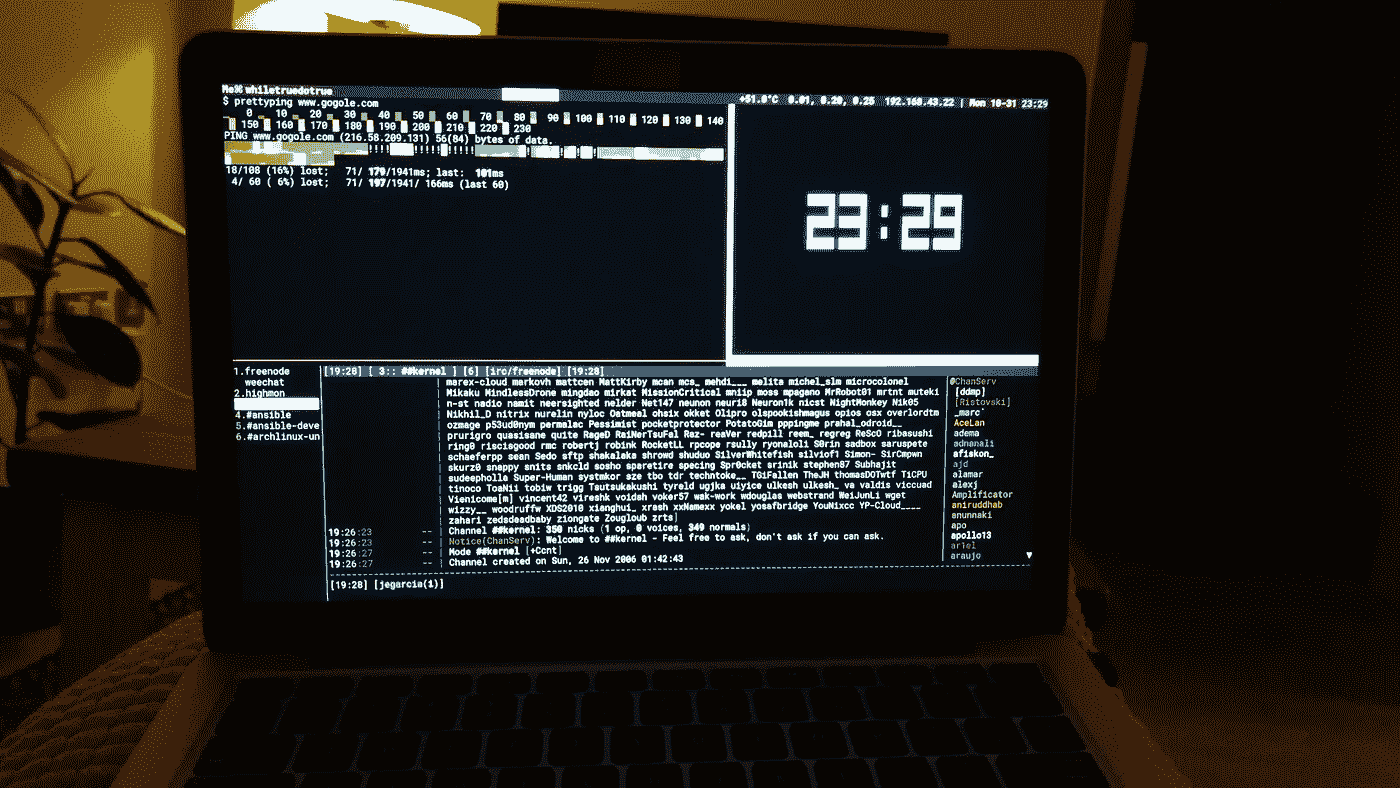 Me⌘ whiletruedotrue
+51.0°C 0.01, 0.20, 0.25 192.168.43.22 | Mon 10-31 23:29
$ prettyping www.gogole.com
0 10 20 30 40 50 60 70 80 90 100 110 120 130 140
150 160 170 180 190 200 210 220 230
PING www.gogole.com (216.58.209.131) 56(84) bytes of data.
18/108 (16%) lost; 71/ 179/1941ms; last: 101ms
4/ 60 ( 6%) lost; 71/ 197/1941/ 166ms (last 60)
23:29
1.freenode
weechat
2.highmon
4.#ansible
5.#ansible-deve
6.#archlinux-un
[19:28] [ 3:: ##kernel ] [6] [irc/freenode] [19:28]
marex-cloud markovh mattcen MattKirby mcan mcs_ mehdi___ melita michel_slm microcolonel
Mikaku MindlessDrone mingdao mirkat MissionCritical mniip moss mpagano MrRobot01 mrtnt muteki
n-st nadio namit neersighted nelder Net147 neunon neuri8 Neuron1k nicst NightMonkey Nik05
Nikhil_D nitrix nurelin nyloc Oatmeal ohsix okket Olipro olspookishmagus opios osx overlordtm
ozmage p53ud0nym permalac Pessimist pocketprotector PotatoGim pppingme prahal_odroid__
prurigro quasisane quite RageD RaiNerTsuFal Raz- reaVer redpill reem_ regreg ReScO ribasushi
ring0 riscisgood rmc robertj robink RocketLL rpcope rsully ryonaloli S0rin sadbox saruspete
schaeferpp sean Sedo sftp shakalaka shrowd shuduo SilverWhitefish silviof1 Simon- SirCmpwn
skurz0 snappy snits snkcld sosho sparetire specing Spr0cket srinik stephen87 Subhajit
sudeepholla Super-Human systmkor sze tbo tdr techntoke__ TGiFallen TheJH thomasDOTwtf TiCPU
tinoco ToaNii tobiw trigg Tsutsukakushi tyreld ugjka uiyice ulkesh ulkesh_ va valdis viccuad
Vienicome[m] vincent42 vireshk voidsh voker57 wak-work wdouglas webstrand WeiJunLi wget
wizzy__ woodruffw XDS2010 xianghui_ xrash xxNamexx yokel yosafbridge YouNixcc YP-Cloud____
zahari zedsdeadbaby ziongate Zougloub zrts]
19:26:23 -- | Channel ##kernel: 350 nicks (1 op, 0 voices, 349 normals)
19:26:23 -- | Notice(ChanServ): Welcome to ##kernel - Feel free to ask, don't ask if you can ask.
19:26:27 -- | Mode ##kernel [+Ccnt]
19:26:27 -- | Channel created on Sun, 26 Nov 2006 01:42:43
[19:28] [jegarcia(i)]
@ChanServ
[ddmp]
[Ristovski]
_marc`
AceLan
adema
adnanali
afiskon_
ajd
alamar
alexj
Amplificator
aniruddhab
anunnaki
apo
apollo13
ariel
araujo